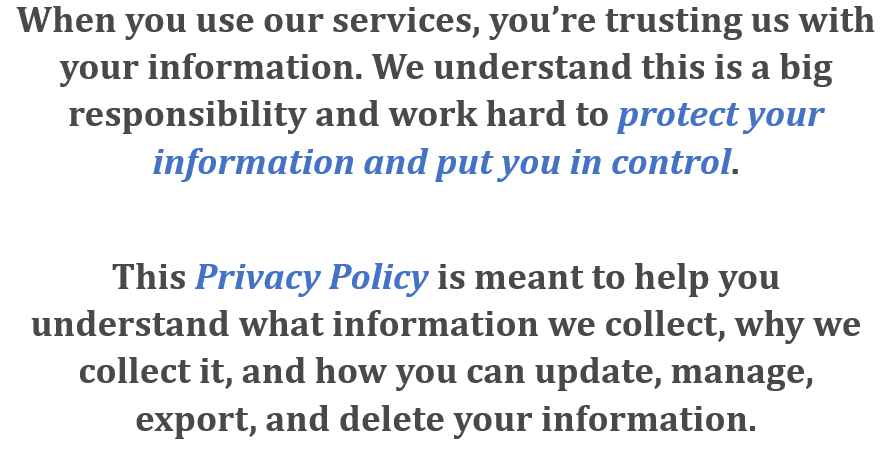 When you use our services, you’re trusting us with
your information. We understand this is a big
responsibility and work hard to protect your
information and put you in control.
This Privacy Policy is meant to help you
understand what information we collect, why we
collect it, and how you can update, manage,
export, and delete your information.